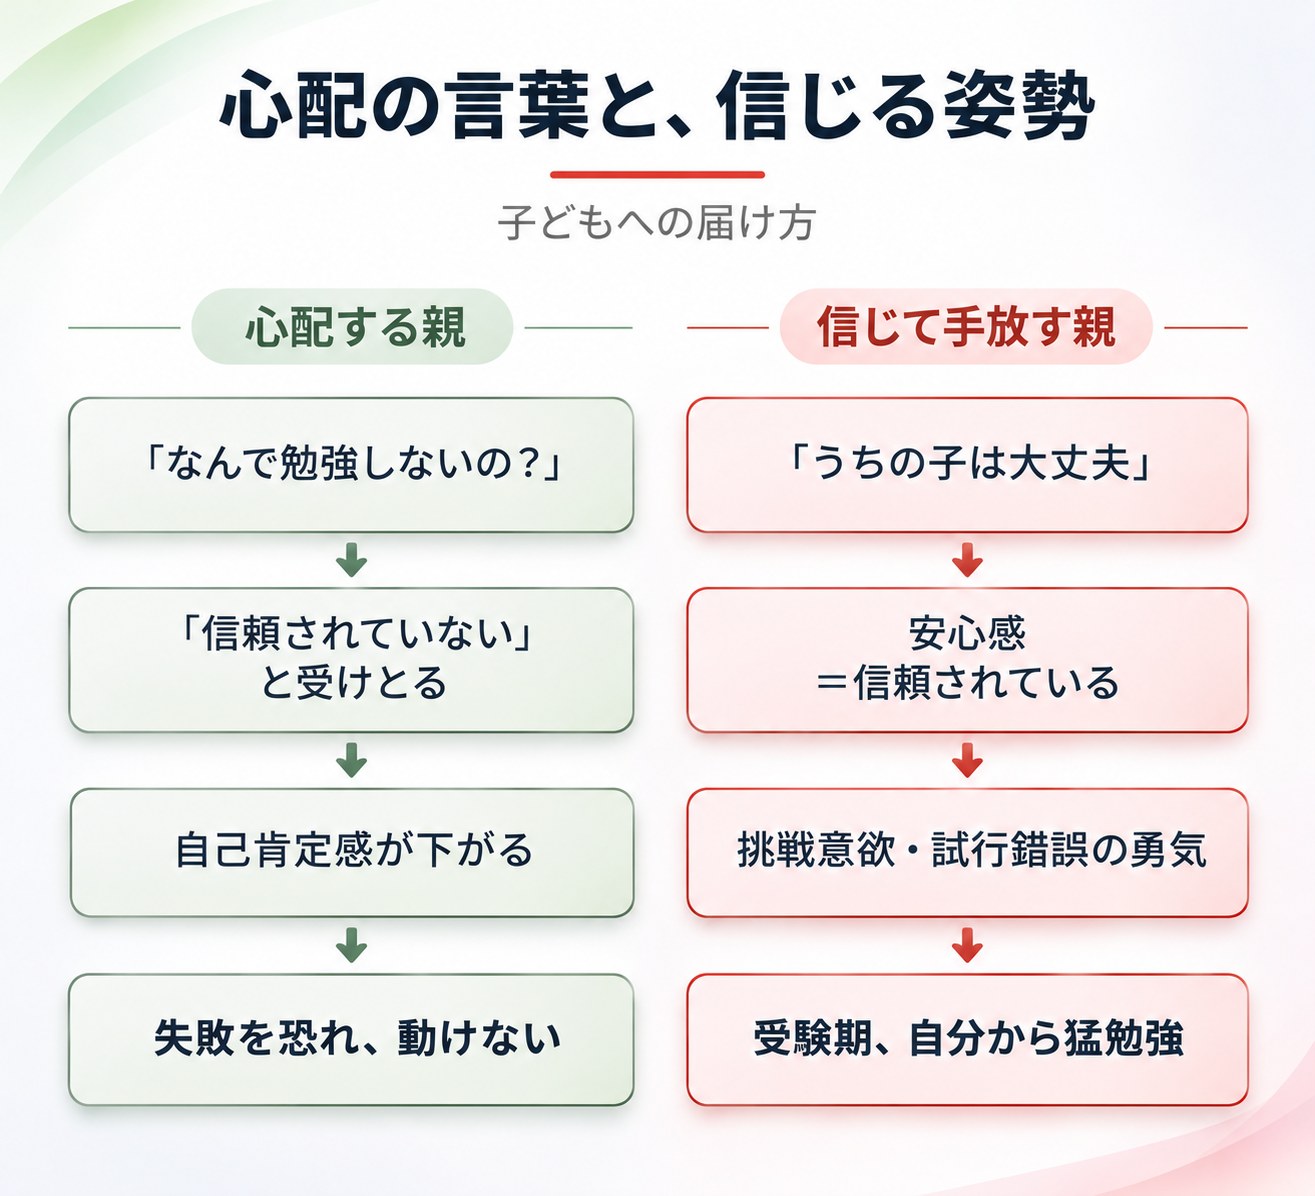 心配の言葉と、信じる姿勢
子どもへの届け方
心配する親
「なんで勉強しないの？」
「信頼されていない」
と受けとる
自己肯定感が下がる
失敗を恐れ、動けない
信じて手放す親
「うちの子は大丈夫」
安心感
＝信頼されている
挑戦意欲・試行錯誤の勇気
受験期、自分から猛勉強